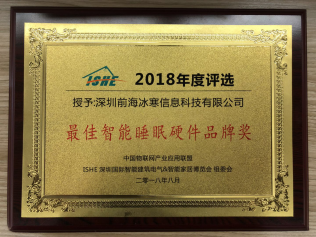 ISHE 2018年度评选
授予:深圳前海冰寒信息科技有限公司
最佳智能睡眠硬件品牌奖
中国物联网产业应用联盟
ISHE 深圳国际智能建筑电气&智能家居博览会 组委会
二零一八年八月